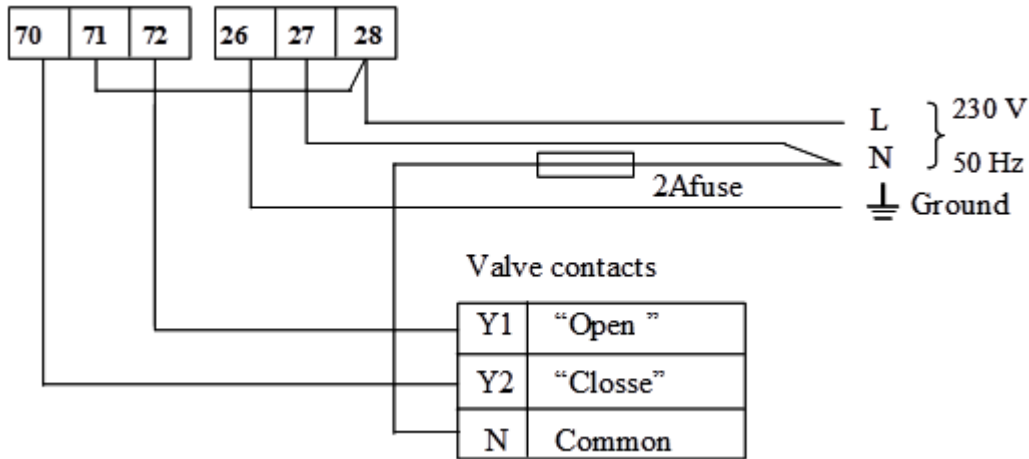 70 71 72 26 27 28
L 230 V
N 50 Hz
2Afuse
Ground
Valve contacts
Y1 “Open ”
Y2 “Closse”
N Common